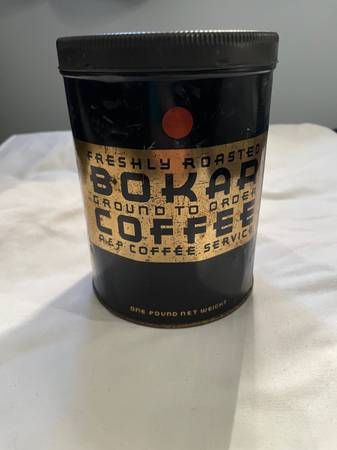 FRESHLY ROASTED
BOKAR
GROUND TO ORDER
COFFEE
A&P COFFEE SERVICE
ONE POUND NET WEIGHT